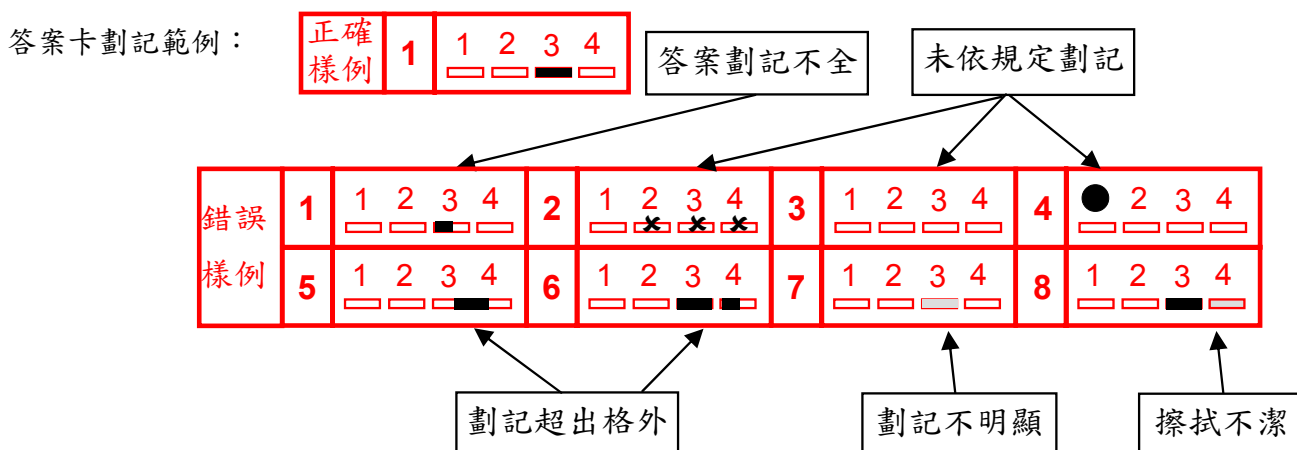 答案卡劃記範例：
正確樣例 1 1 2 3 4
答案劃記不全
未依規定劃記
錯誤樣例
1 1 2 3 4 2 1 2 3 4 3 1 2 3 4 4 2 3 4
5 1 2 3 4 6 1 2 3 4 7 1 2 3 4 8 1 2 3 4
劃記超出格外
劃記不明顯
擦拭不潔